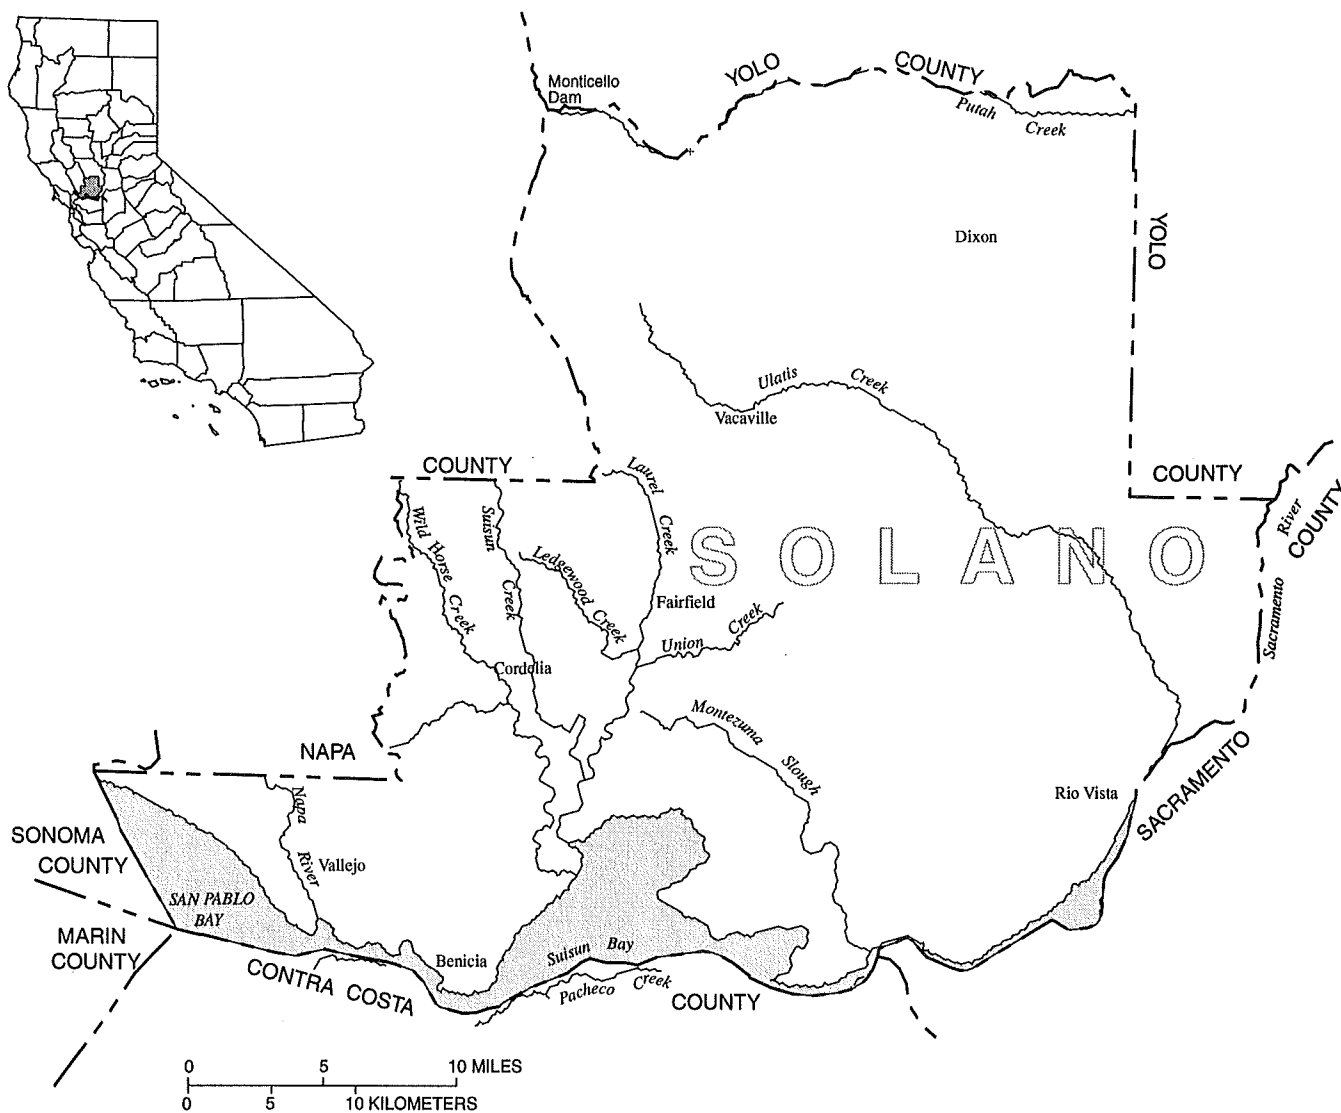 Monticello
Dam
YOLO COUNTY
Putah Creek
YOLO
Dixon
Ulatis Creek
Vacaville
COUNTY
Laurel Creek
COUNTY
River
COUNTY
Wild Horse Creek
Suisun Creek
Ledgewood Creek
SOLANO
Fairfield
Union Creek
Sacramento
Cordelia
Montezuma Slough
NAPA
Napa River
Rio Vista
SACRAMENTO
SONOMA
COUNTY
Vallejo
SAN PABLO
BAY
MARIN
COUNTY
Benicia
Suisun Bay
CONTRA COSTA
Pacheco Creek
COUNTY
0 5 10 MILES
0 5 10 KILOMETERS